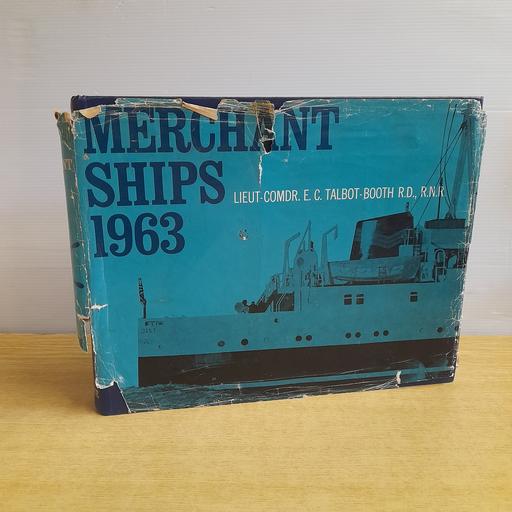 MERCHANT
SHIPS
LIEUT-COMDR. E. C. TALBOT-BOOTH R.D., R.N.R
1963